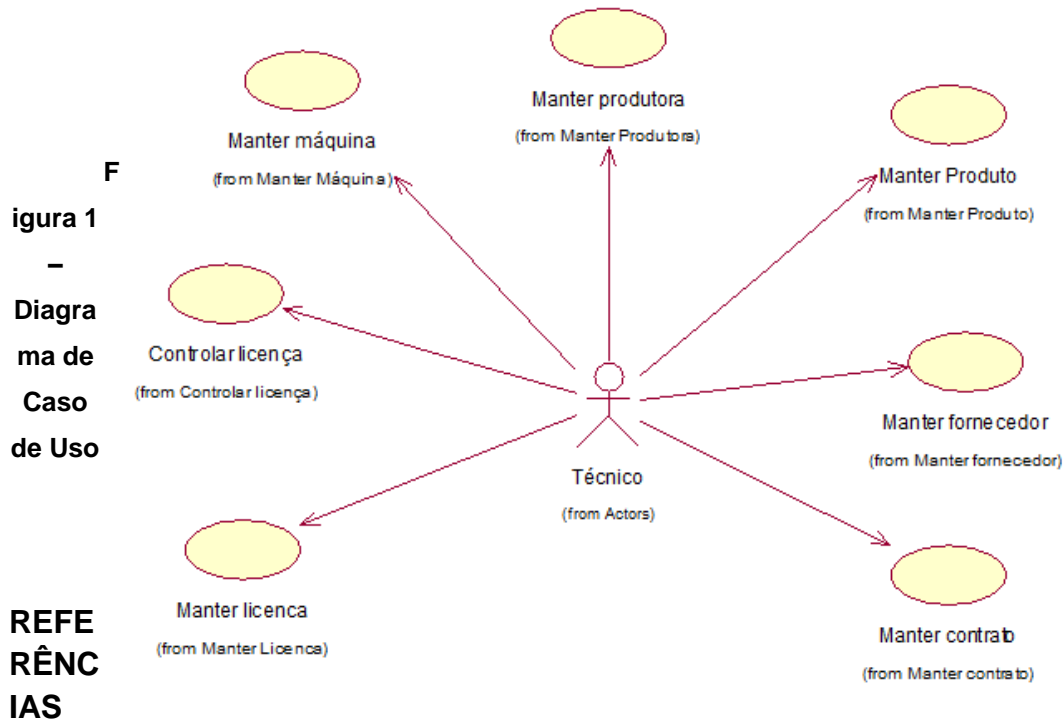 Manter produtora
(from Manter Produtora)
Manter máquina
(from Manter Máquina)
Manter Produto
(from Manter Produto)
F
igura 1
–
Diagra
ma de
Caso
de Uso
Controlar licença
(from Controlar licença)
Manter fornecedor
(from Manter fornecedor)
Técnico
(from Actors)
Manter licenca
(from Manter Licenca)
Manter contrato
(from Manter contrato)
REFE
RÊNC
IAS